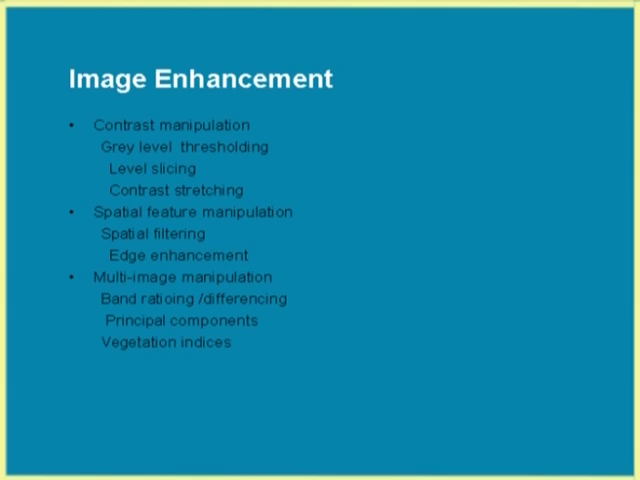 Image Enhancement
• Contrast manipulation
Grey level thresholding
Level slicing
Contrast stretching
• Spatial feature manipulation
Spatial filtering
Edge enhancement
• Multi-image manipulation
Band ratioing /differencing
Principal components
Vegetation indices